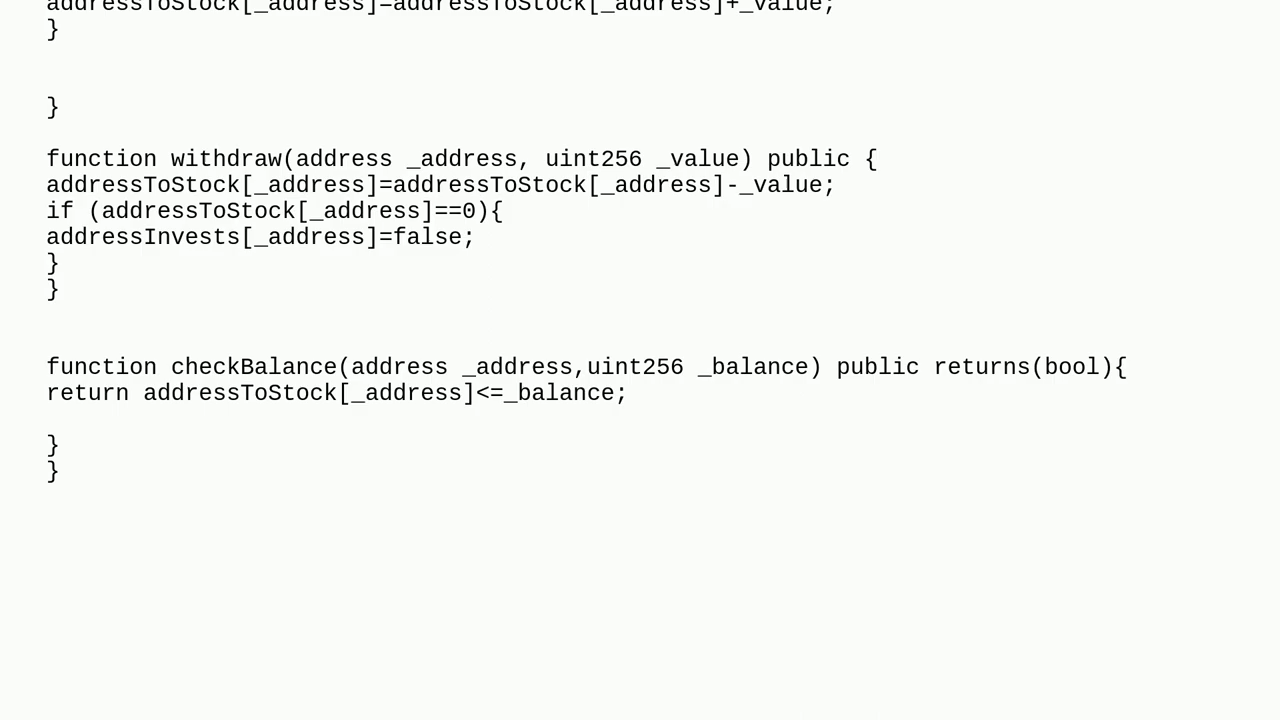 addressToStock[_address]=addressToStock[_address]+_value;
}
}
function withdraw(address _address, uint256 _value) public {
addressToStock[_address]=addressToStock[_address]-_value;
if (addressToStock[_address]==0){
addressInvests[_address]=false;
}
}
function checkBalance(address _address,uint256 _balance) public returns(bool){
return addressToStock[_address]<=_balance;
}
}